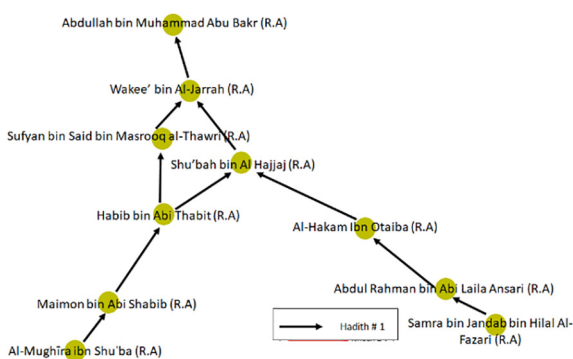 Abdullah bin Muhammad Abu Bakr (R.A)
Wakee’ bin Al-Jarrah (R.A)
Sufyan bin Said bin Masrooq al-Thawri(R.A)
Shu’bah bin Al Hajjaj (R.A)
Habib bin Abi Thabit (R.A)
Al-Hakam Ibn Otaiba (R.A)
Abdul Rahman bin Abi Laila Ansari (R.A)
Maimon bin Abi Shabib (R.A)
Hadith # 1
Samra bin Jandab bin Hilal Al-
Fazari (R.A)
Al-Mughīra ibn Shu'ba (R.A)